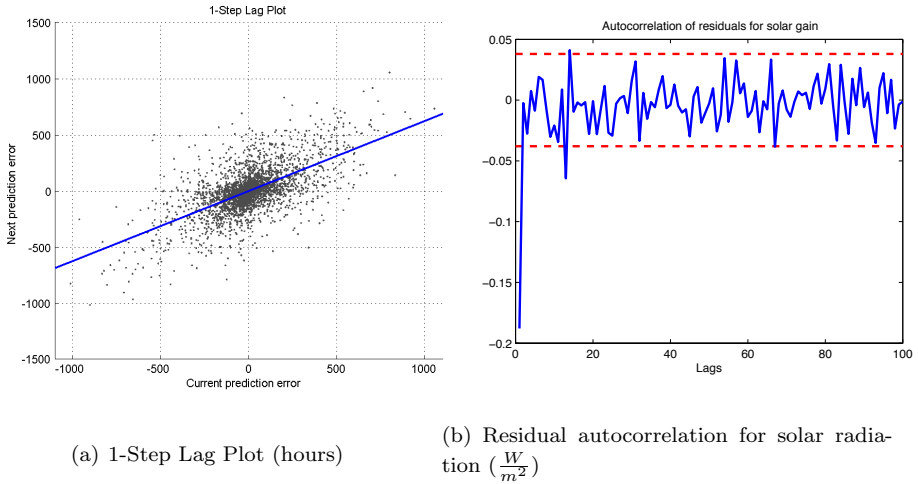 1-Step Lag Plot
1500
1000
500
0
-500
-1000
-1500
-1000 -500 0 500 1000
Next prediction error
Current prediction error
(a) 1-Step Lag Plot (hours)
Autocorrelation of residuals for solar gain
0.05
0
-0.05
-0.1
-0.15
-0.2
0 20 40 60 80 100
Lags
(b) Residual autocorrelation for solar radia-
tion (W/m²)